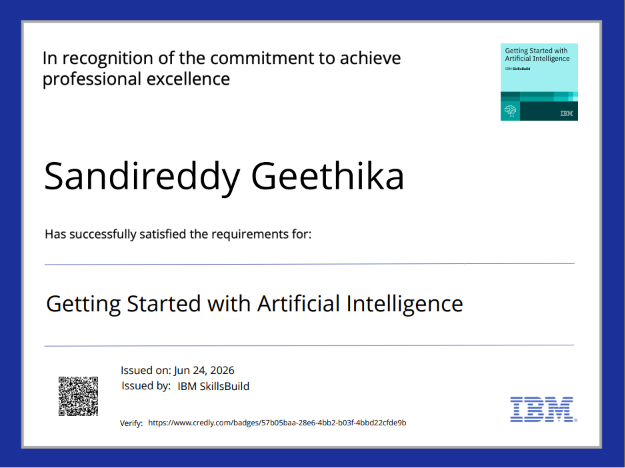 In recognition of the commitment to achieve
professional excellence
Getting Started with
Artificial Intelligence
IBM SkillsBuild
IBM
Sandireddy Geethika
Has successfully satisfied the requirements for:
Getting Started with Artificial Intelligence
Issued on: Jun 24, 2026
Issued by: IBM SkillsBuild
Verify: https://www.credly.com/badges/57b05baa-28e6-4bb2-b03f-4bbd22cfde9b
IBM